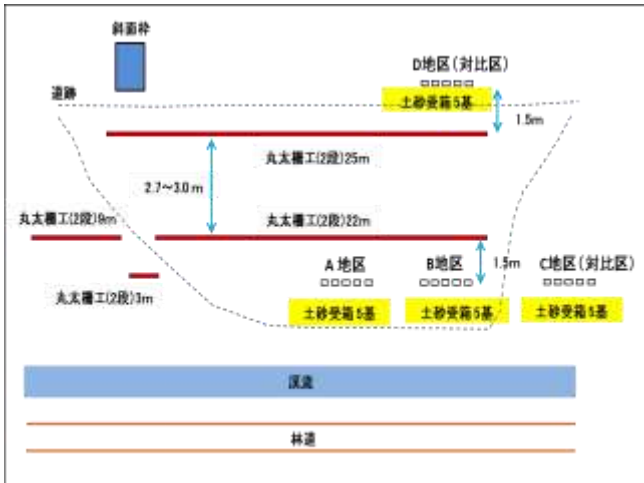 斜面枠
D地区(対比区)
道跡
土砂受箱5基
1.5m
丸太柵工(2段)25m
2.7～3.0m
丸太柵工(2段)9m
丸太柵工(2段)22m
A地区
B地区
1.5m
C地区(対比区)
丸太柵工(2段)3m
土砂受箱5基
土砂受箱5基
土砂受箱5基
渓流
林道